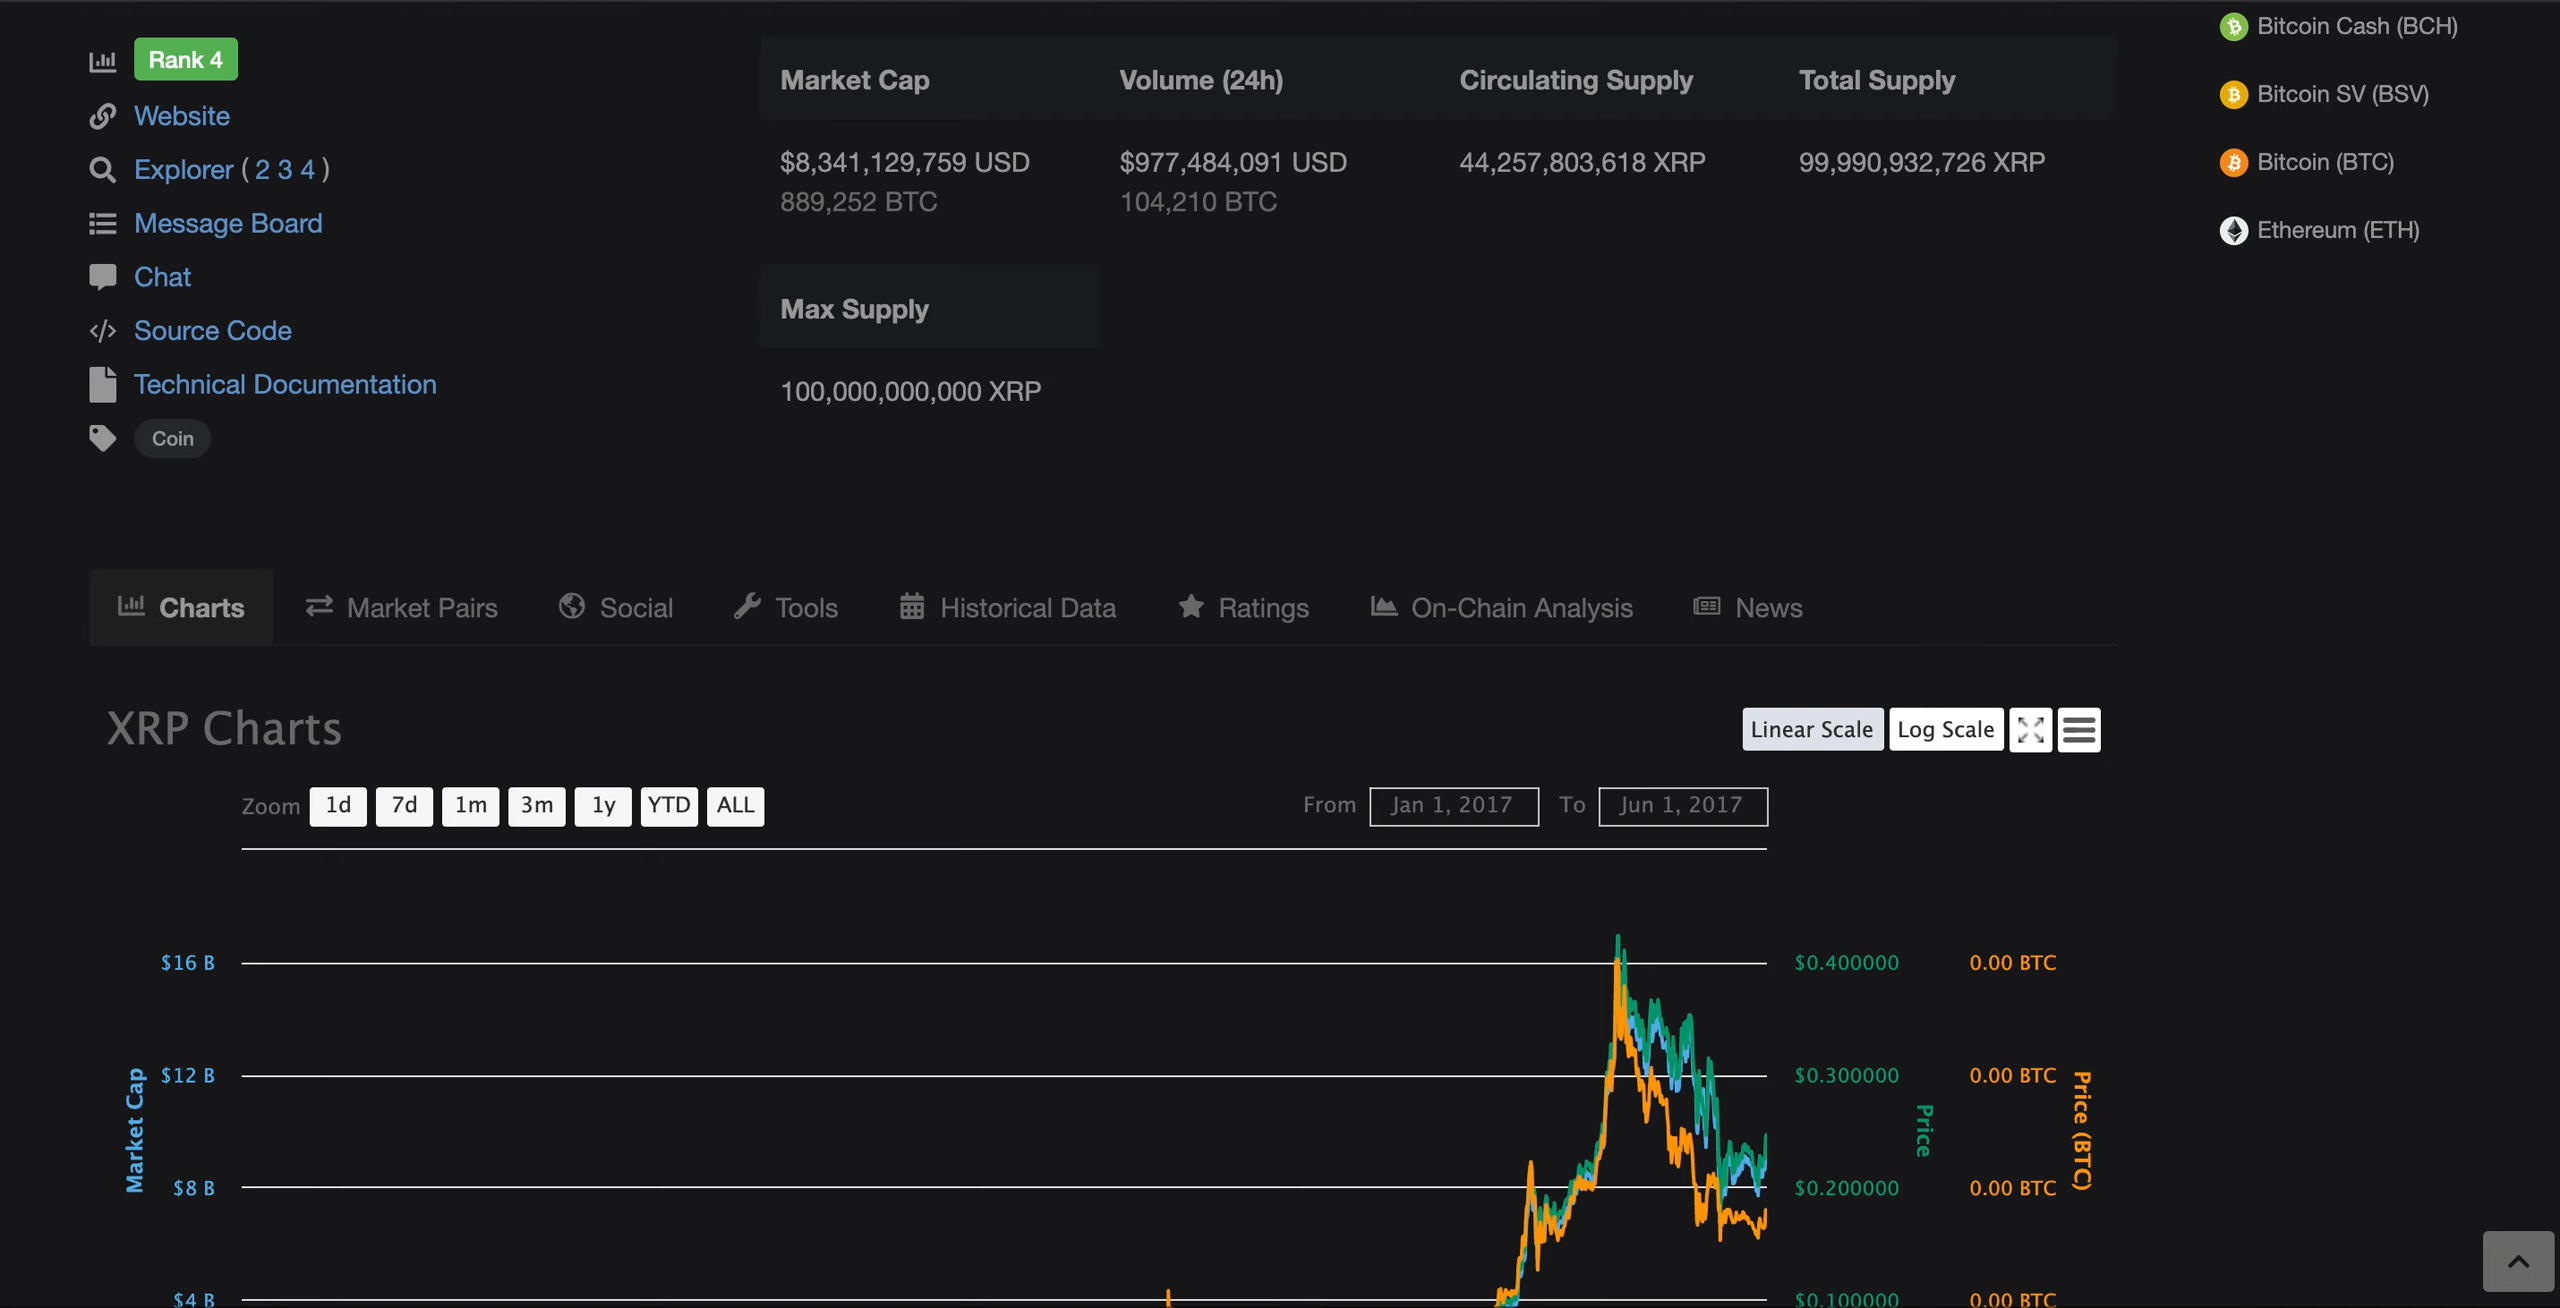 Rank 4
Website
Explorer ( 2 3 4 )
Message Board
Chat
Source Code
Technical Documentation
Coin
Market Cap Volume (24h) Circulating Supply Total Supply
$8,341,129,759 USD $977,484,091 USD 44,257,803,618 XRP 99,990,932,726 XRP
889,252 BTC 104,210 BTC
Max Supply
100,000,000,000 XRP
Bitcoin Cash (BCH)
Bitcoin SV (BSV)
Bitcoin (BTC)
Ethereum (ETH)
Charts Market Pairs Social Tools Historical Data Ratings On-Chain Analysis News
XRP Charts
Linear Scale Log Scale
Zoom 1d 7d 1m 3m 1y YTD ALL
From Jan 1, 2017 To Jun 1, 2017
$16 B $0.400000 0.00 BTC
$12 B $0.300000 0.00 BTC
Market Cap
Price
Price (BTC)
$8 B $0.200000 0.00 BTC
$4 B $0.100000 0.00 BTC